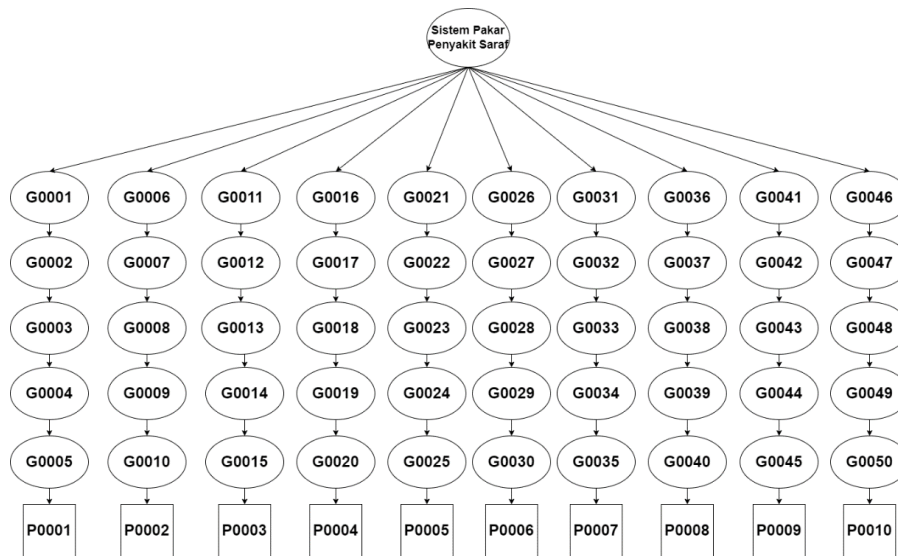 Sistem Pakar
Penyakit Saraf
G0001 G0006 G0011 G0016 G0021 G0026 G0031 G0036 G0041 G0046
G0002 G0007 G0012 G0017 G0022 G0027 G0032 G0037 G0042 G0047
G0003 G0008 G0013 G0018 G0023 G0028 G0033 G0038 G0043 G0048
G0004 G0009 G0014 G0019 G0024 G0029 G0034 G0039 G0044 G0049
G0005 G0010 G0015 G0020 G0025 G0030 G0035 G0040 G0045 G0050
P0001 P0002 P0003 P0004 P0005 P0006 P0007 P0008 P0009 P0010